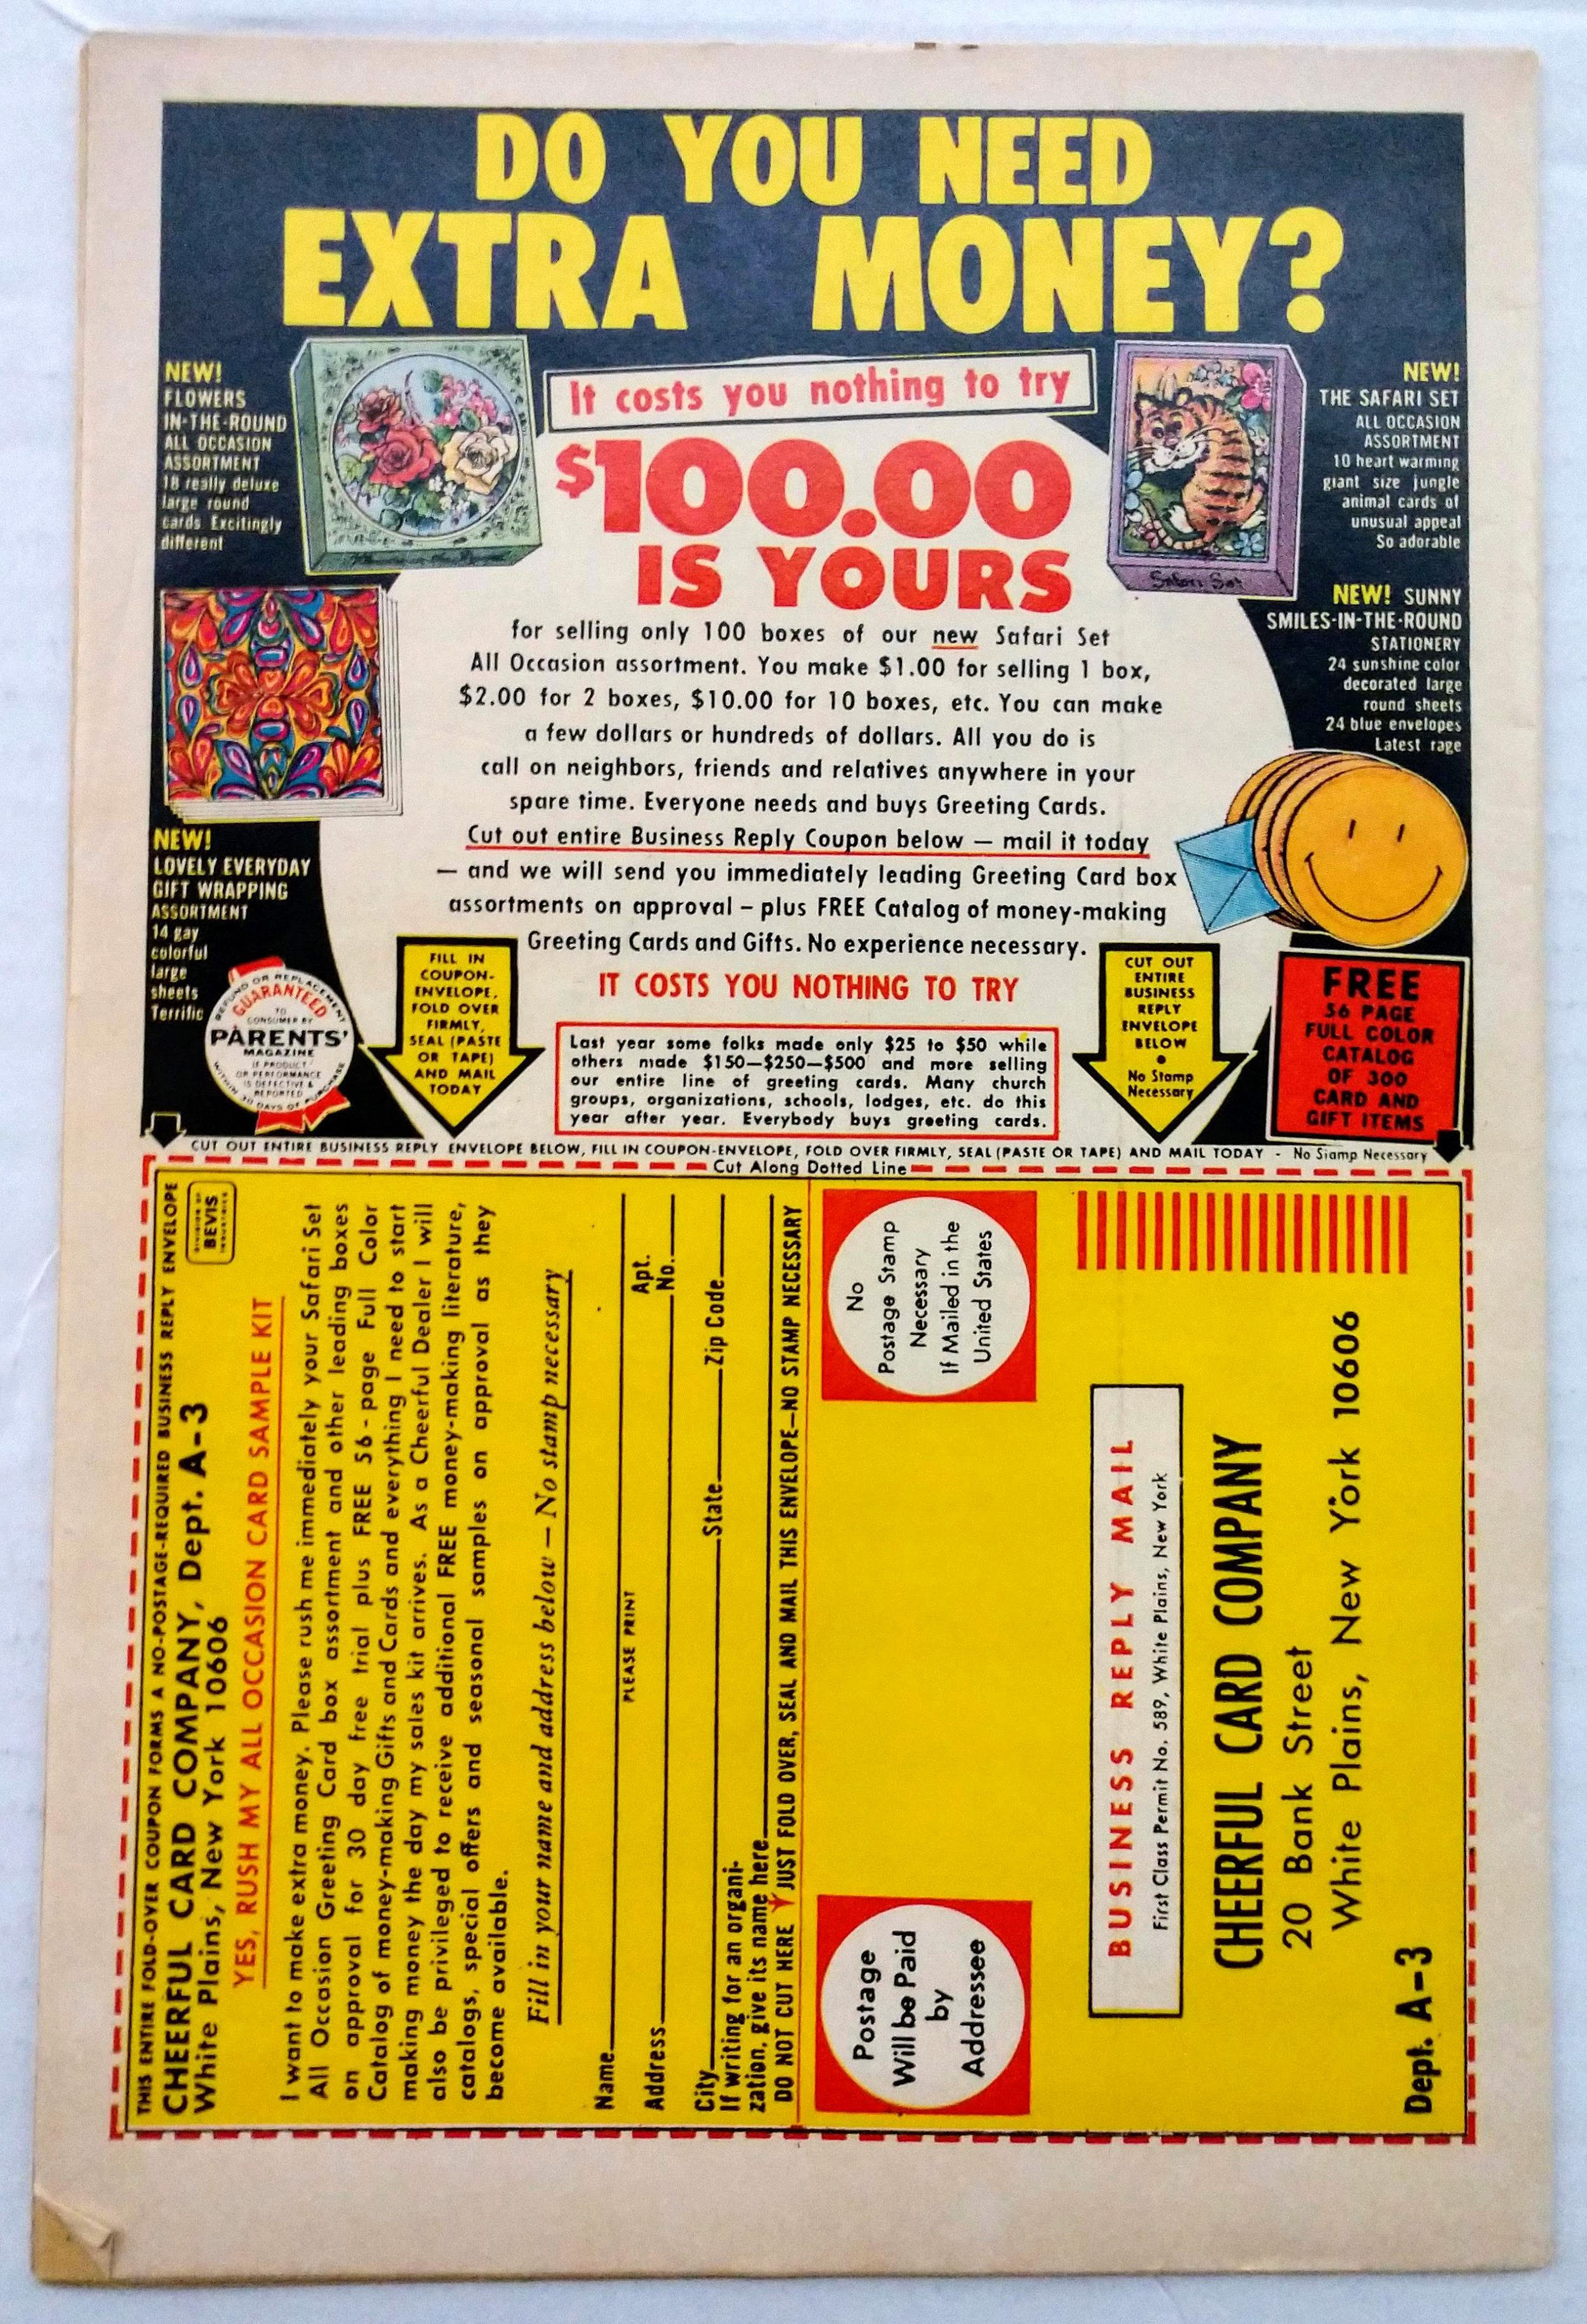 DO YOU NEED
EXTRA MONEY?
NEW!
FLOWERS
IN-THE-ROUND
ALL OCCASION
ASSORTMENT
18 really deluxe
large round
cards Excitingly
different
It costs you nothing to try
$100.00
IS YOURS
NEW!
THE SAFARI SET
ALL OCCASION
ASSORTMENT
10 heart warming
giant size jungle
animal cards of
unusual appeal
So adorable
Safari Set
NEW! SUNNY
SMILES-IN-THE-ROUND
STATIONERY
24 sunshine color
decorated large
round sheets
24 blue envelopes
Latest rage
for selling only 100 boxes of our new Safari Set
All Occasion assortment. You make $1.00 for selling 1 box,
$2.00 for 2 boxes, $10.00 for 10 boxes, etc. You can make
a few dollars or hundreds of dollars. All you do is
call on neighbors, friends and relatives anywhere in your
spare time. Everyone needs and buys Greeting Cards.
Cut out entire Business Reply Coupon below — mail it today
— and we will send you immediately leading Greeting Card box
assortments on approval – plus FREE Catalog of money-making
Greeting Cards and Gifts. No experience necessary.
IT COSTS YOU NOTHING TO TRY
NEW!
LOVELY EVERYDAY
GIFT WRAPPING
ASSORTMENT
14 gay
colorful
large
sheets
Terrific
REFUND OR REPLACEMENT
GUARANTEED
TO
CONSUMER BY
PARENTS'
MAGAZINE
IF PRODUCT
OR PERFORMANCE
IS DEFECTIVE &
REPORTED
WITHIN 30 DAYS OF PURCHASE
FILL IN
COUPON-
ENVELOPE,
FOLD OVER
FIRMLY,
SEAL (PASTE
OR TAPE)
AND MAIL
TODAY
Last year some folks made only $25 to $50 while
others made $150—$250—$500 and more selling
our entire line of greeting cards. Many church
groups, organizations, schools, lodges, etc. do this
year after year. Everybody buys greeting cards.
CUT OUT
ENTIRE
BUSINESS
REPLY
ENVELOPE
BELOW
•
No Stamp
Necessary
FREE
56 PAGE
FULL COLOR
CATALOG
OF 300
CARD AND
GIFT ITEMS
CUT OUT ENTIRE BUSINESS REPLY ENVELOPE BELOW, FILL IN COUPON-ENVELOPE, FOLD OVER FIRMLY, SEAL (PASTE OR TAPE) AND MAIL TODAY - No Stamp Necessary
Cut Along Dotted Line
THIS ENTIRE FOLD-OVER COUPON FORMS A NO-POSTAGE-REQUIRED BUSINESS REPLY ENVELOPE
CHEERFUL CARD COMPANY, Dept. A-3
White Plains, New York 10606
DIVISION OF
BEVIS
INDUSTRIES
YES, RUSH MY ALL OCCASION CARD SAMPLE KIT
I want to make extra money. Please rush me immediately your Safari Set
All Occasion Greeting Card box assortment and other leading boxes
on approval for 30 day free trial plus FREE 56 - page Full Color
Catalog of money-making Gifts and Cards and everything I need to start
making money the day my sales kit arrives. As a Cheerful Dealer I will
also be privileged to receive additional FREE money-making literature,
catalogs, special offers and seasonal samples on approval as they
become available.
Fill in your name and address below — No stamp necessary
Name
PLEASE PRINT
Address Apt. No.
City State Zip Code
If writing for an organi-
zation, give its name here
DO NOT CUT HERE JUST FOLD OVER, SEAL AND MAIL THIS ENVELOPE—NO STAMP NECESSARY
Postage
Will be Paid
by
Addressee
No
Postage Stamp
Necessary
If Mailed in the
United States
BUSINESS REPLY MAIL
First Class Permit No. 589, White Plains, New York
CHEERFUL CARD COMPANY
20 Bank Street
White Plains, New York 10606
Dept. A-3